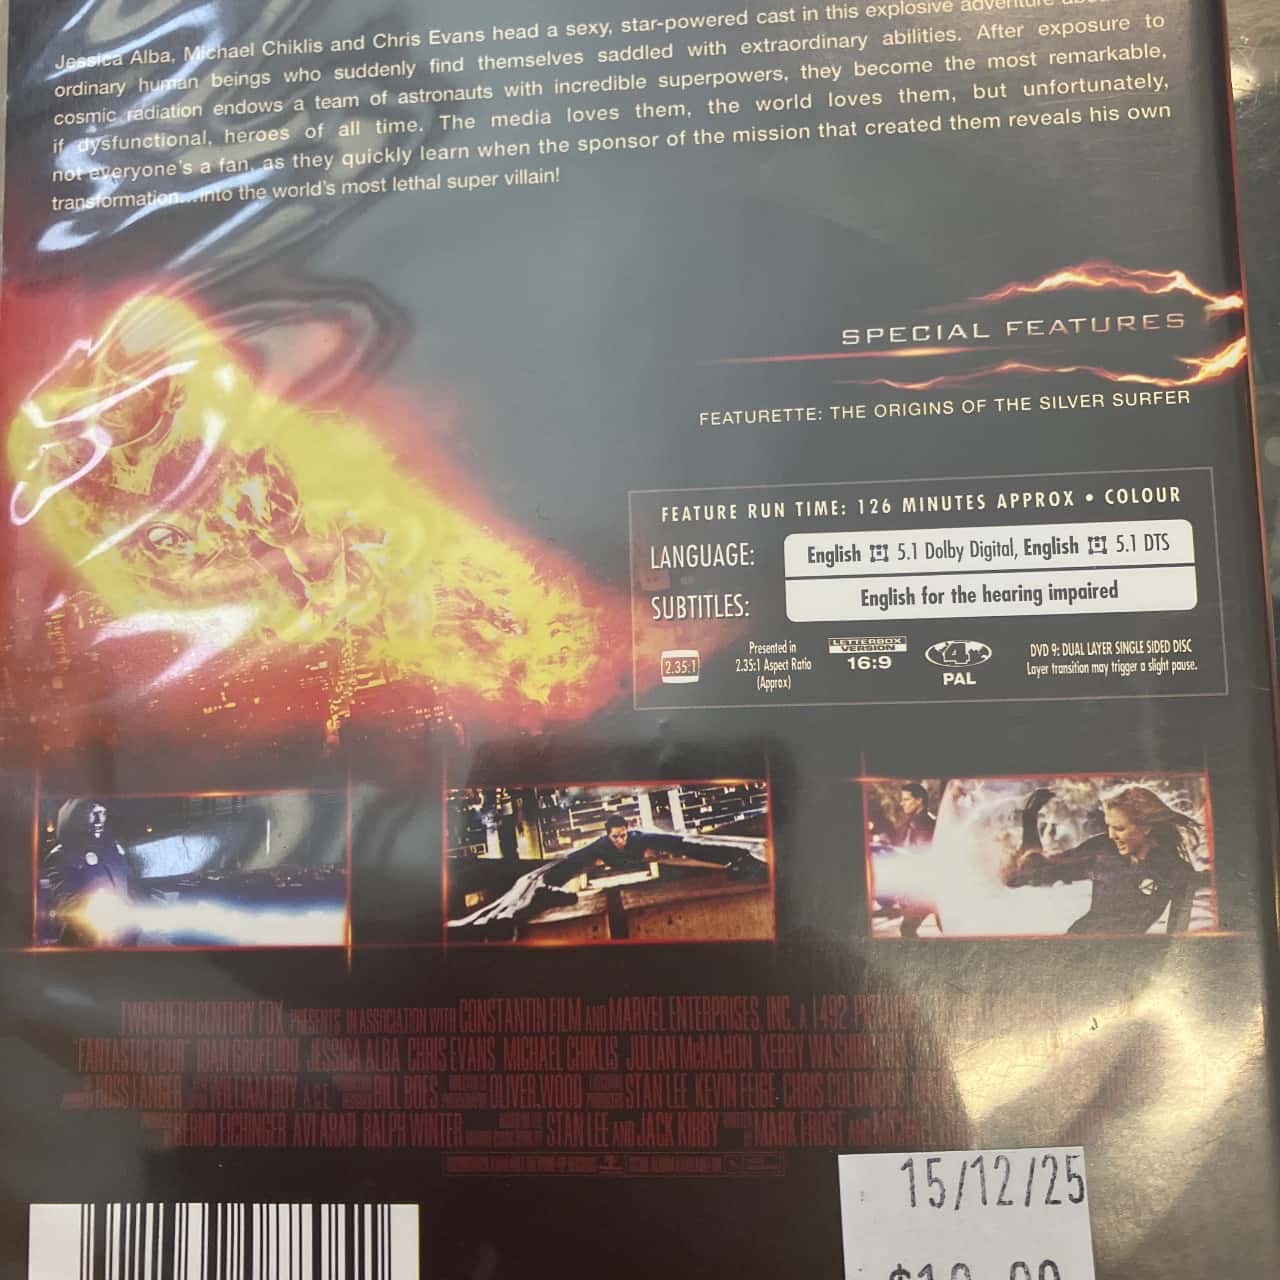 Jessica Alba, Michael Chiklis and Chris Evans head a sexy, star-powered cast in this explosive adventure
ordinary human beings who suddenly find themselves saddled with extraordinary abilities. After exposure to
cosmic radiation endows a team of astronauts with incredible superpowers, they become the most remarkable,
if dysfunctional, heroes of all time. The media loves them, the world loves them, but unfortunately,
not everyone's a fan, as they quickly learn when the sponsor of the mission that created them reveals his own
transformation...into the world's most lethal super villain!
SPECIAL FEATURES
FEATURETTE: THE ORIGINS OF THE SILVER SURFER
FEATURE RUN TIME: 126 MINUTES APPROX • COLOUR
LANGUAGE: English 5.1 Dolby Digital, English 5.1 DTS
SUBTITLES: English for the hearing impaired
2.35:1
Presented in
2.35:1 Aspect Ratio
(Approx)
LETTERBOX
VERSION
16:9
4
PAL
DVD 9: DUAL LAYER SINGLE SIDED DISC
Layer transition may trigger a slight pause.
TWENTIETH CENTURY FOX PRESENTS IN ASSOCIATION WITH CONSTANTIN FILM AND MARVEL ENTERPRISES, INC. A 1492
FANTASTIC FOUR IOAN GRUFFUDD JESSICA ALBA CHRIS EVANS MICHAEL CHIKLIS JULIAN McMAHON KERRY
RUSS FANGER WILLIAM HOY A.C.E. BILL BOES OLIVER WOOD STAN LEE KEVIN FEIGE CHRIS COLUMBUS
BERND EICHINGER AVI ARAD RALPH WINTER STAN LEE AND JACK KIRBY MARK FROST AND
15/12/25